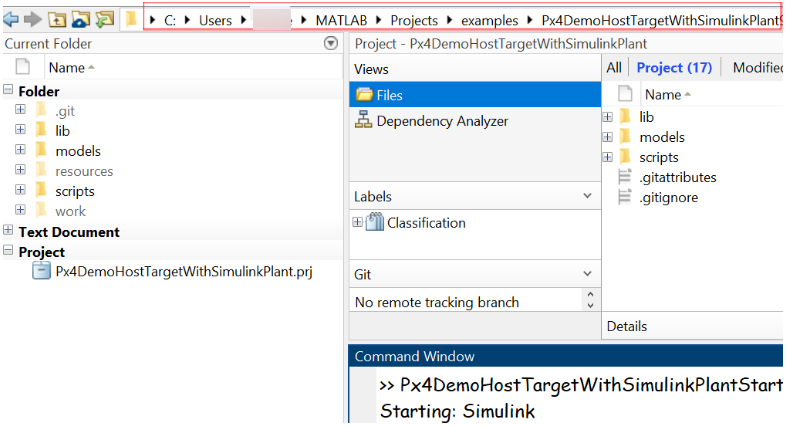 C: Users MATLAB Projects examples Px4DemoHostTargetWithSimulinkPlant
Current Folder
Name
Folder
.git
lib
models
resources
scripts
work
Text Document
Project
Px4DemoHostTargetWithSimulinkPlant.prj
Project - Px4DemoHostTargetWithSimulinkPlant
Views
Files
Dependency Analyzer
Labels
Classification
Git
No remote tracking branch
All Project (17) Modified
Name
lib
models
scripts
.gitattributes
.gitignore
Details
Command Window
>> Px4DemoHostTargetWithSimulinkPlantStart
Starting: Simulink